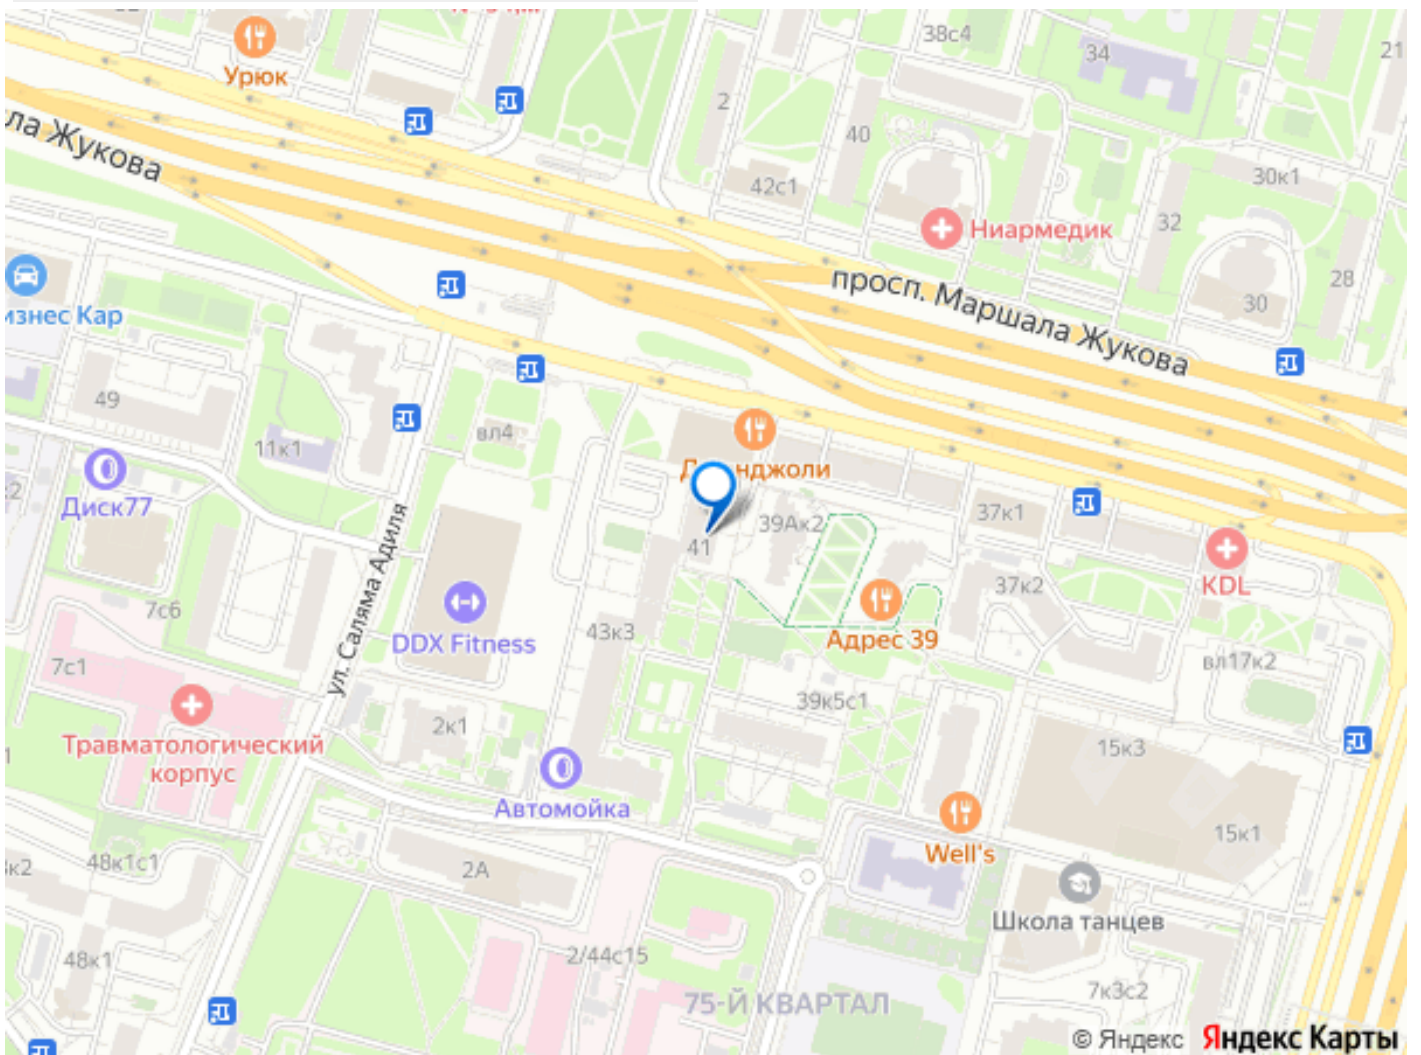 38с4
34
21
Урюк
2
40
ла Жукова
42с1
30к1
32
Ниармедик
28
просп. Маршала Жукова
30
изнес Кар
49
вл4
11к1
Диск77
39Ак2
37к1
41
KDL
ул. Саляма Адиля
37к2
7с6
DDX Fitness
43к3
Адрес 39
7с1
вл17к2
39к5с1
2к1
Травматологический
корпус
15к3
Автомойка
15к1
Well's
48к1с1
2А
Школа танцев
48к1
2/44с15
7к3с2
75-Й КВАРТАЛ
© Яндекс Яндекс Карты